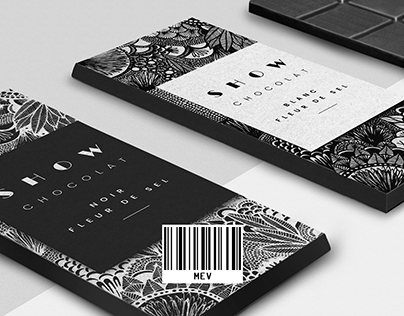 SHOW
CHOCOLAT
BLANC
FLEUR DE SEL
SHOW
CHOCOLAT
NOIR
FLEUR DE SEL
MEV